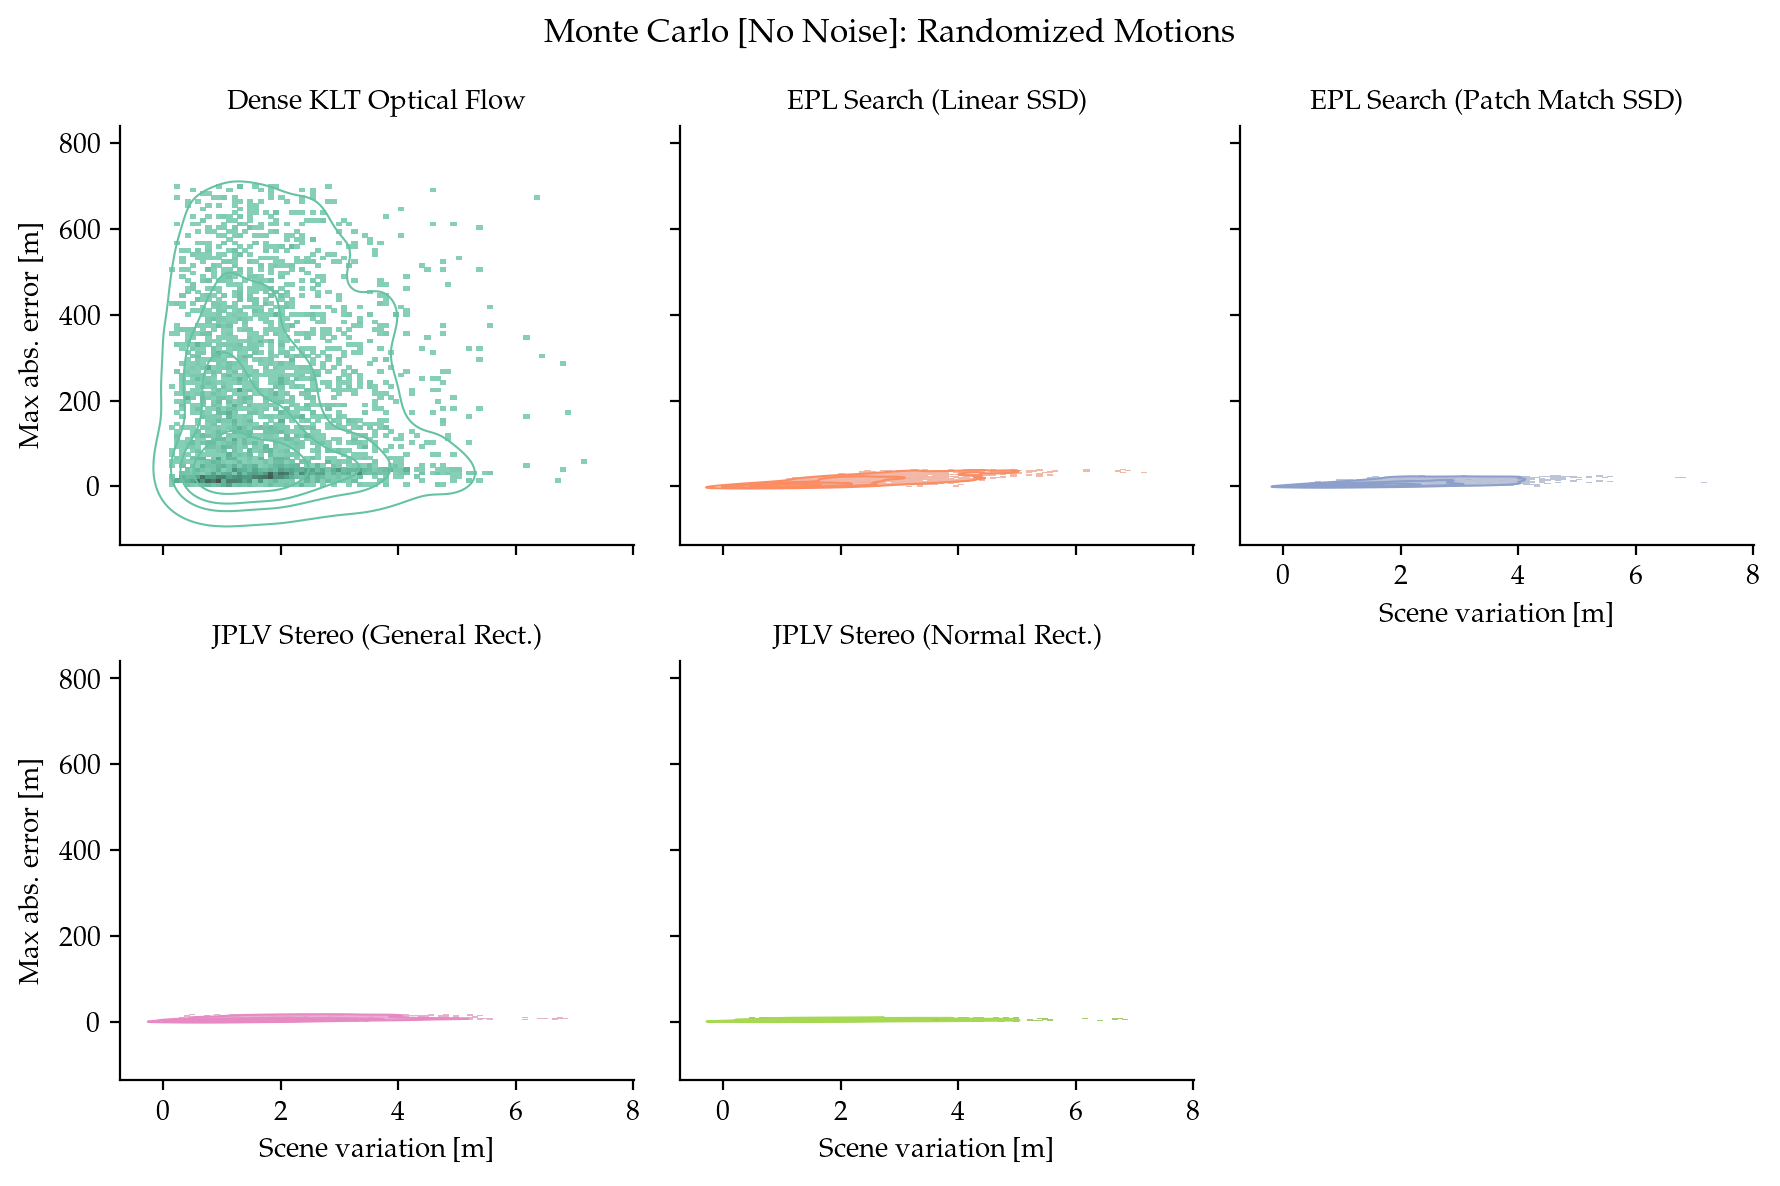 Monte Carlo [No Noise]: Randomized Motions
Dense KLT Optical Flow
EPL Search (Linear SSD)
EPL Search (Patch Match SSD)
Max abs. error [m]
800
600
400
200
0
0 2 4 6 8
Scene variation [m]
JPLV Stereo (General Rect.)
JPLV Stereo (Normal Rect.)
Max abs. error [m]
800
600
400
200
0
0 2 4 6 8
0 2 4 6 8
Scene variation [m]
Scene variation [m]